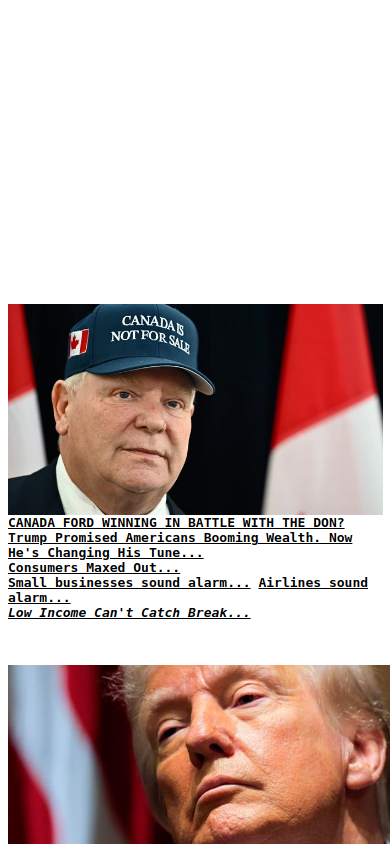 CANADA IS
NOT FOR SALE
CANADA FORD WINNING IN BATTLE WITH THE DON?
Trump Promised Americans Booming Wealth. Now
He's Changing His Tune...
Consumers Maxed Out...
Small businesses sound alarm... Airlines sound
alarm...
Low Income Can't Catch Break...